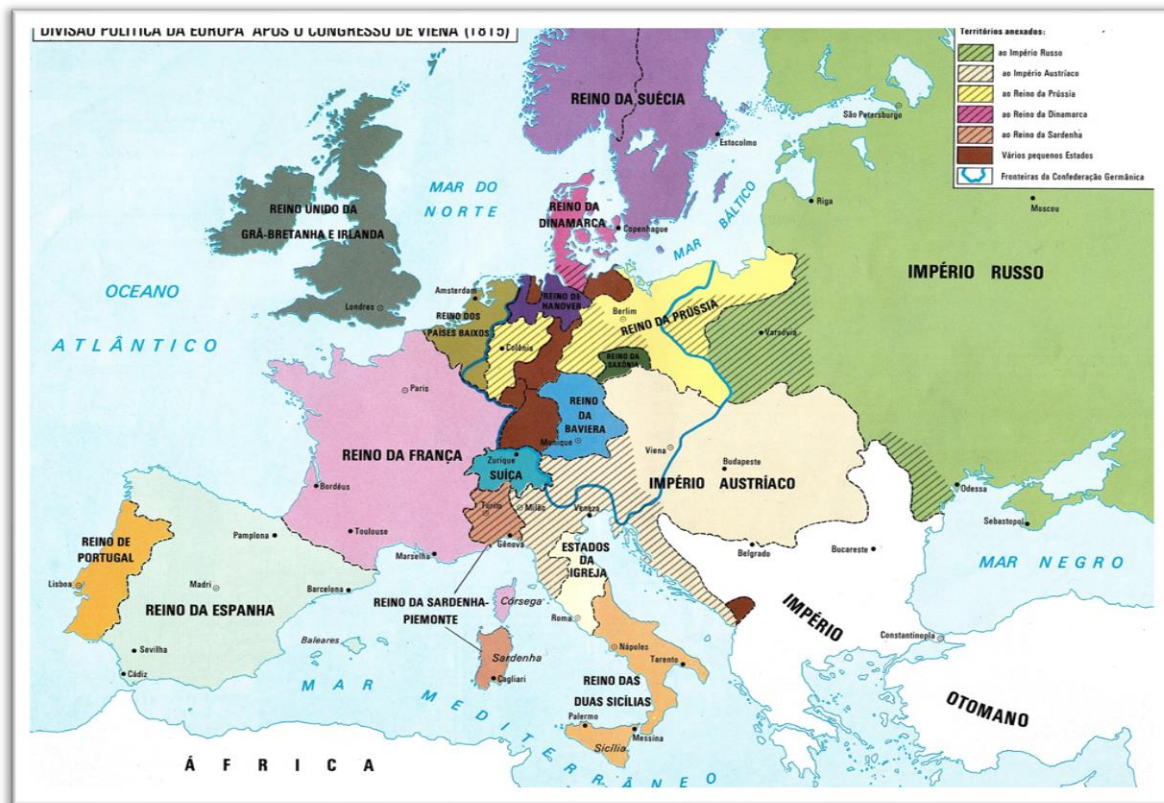 DIVISÃO POLÍTICA DA EUROPA APÓS O CONGRESSO DE VIENA (1815)
Territórios anexados:
ao Império Russo
ao Império Austríaco
ao Reino da Prússia
ao Reino da Dinamarca
ao Reino da Sardenha
Vários pequenos Estados
Fronteiras da Confederação Germânica
REINO DA SUÉCIA
São Petersburgo
Estocolmo
MAR DO
NORTE
REINO UNIDO DA
GRÃ-BRETANHA E IRLANDA
Londres
REINO DA
DINAMARCA
Copenhague
MAR BÁLTICO
Riga
Moscou
IMPÉRIO RUSSO
OCEANO
ATLÂNTICO
Amsterdam
REINO DOS
PAÍSES BAIXOS
REINO DE
HANOVER
Berlim
REINO DA PRÚSSIA
Varsóvia
Colônia
REINO DA
SAXÔNIA
Paris
REINO DA FRANÇA
REINO
DA
BAVIERA
Munique
Viena
Budapeste
IMPÉRIO AUSTRÍACO
Zurique
SUÍÇA
Bordéus
Toulouse
Marselha
Turim
Milão
Veneza
Gênova
Odessa
Sebastopol
MAR NEGRO
Belgrado
Bucareste
REINO DE
PORTUGAL
Lisboa
Pamplona
Madri
Barcelona
REINO DA ESPANHA
Sevilha
Cádiz
Baleares
REINO DA SARDENHA-
PIEMONTE
Córsega
Sardenha
Cagliari
ESTADOS
DA
IGREJA
Roma
Nápoles
Tarento
REINO DAS
DUAS SICÍLIAS
Palermo
Messina
Sicília
IMPÉRIO
OTOMANO
Constantinopla
MAR MEDITERRÂNEO
ÁFRICA